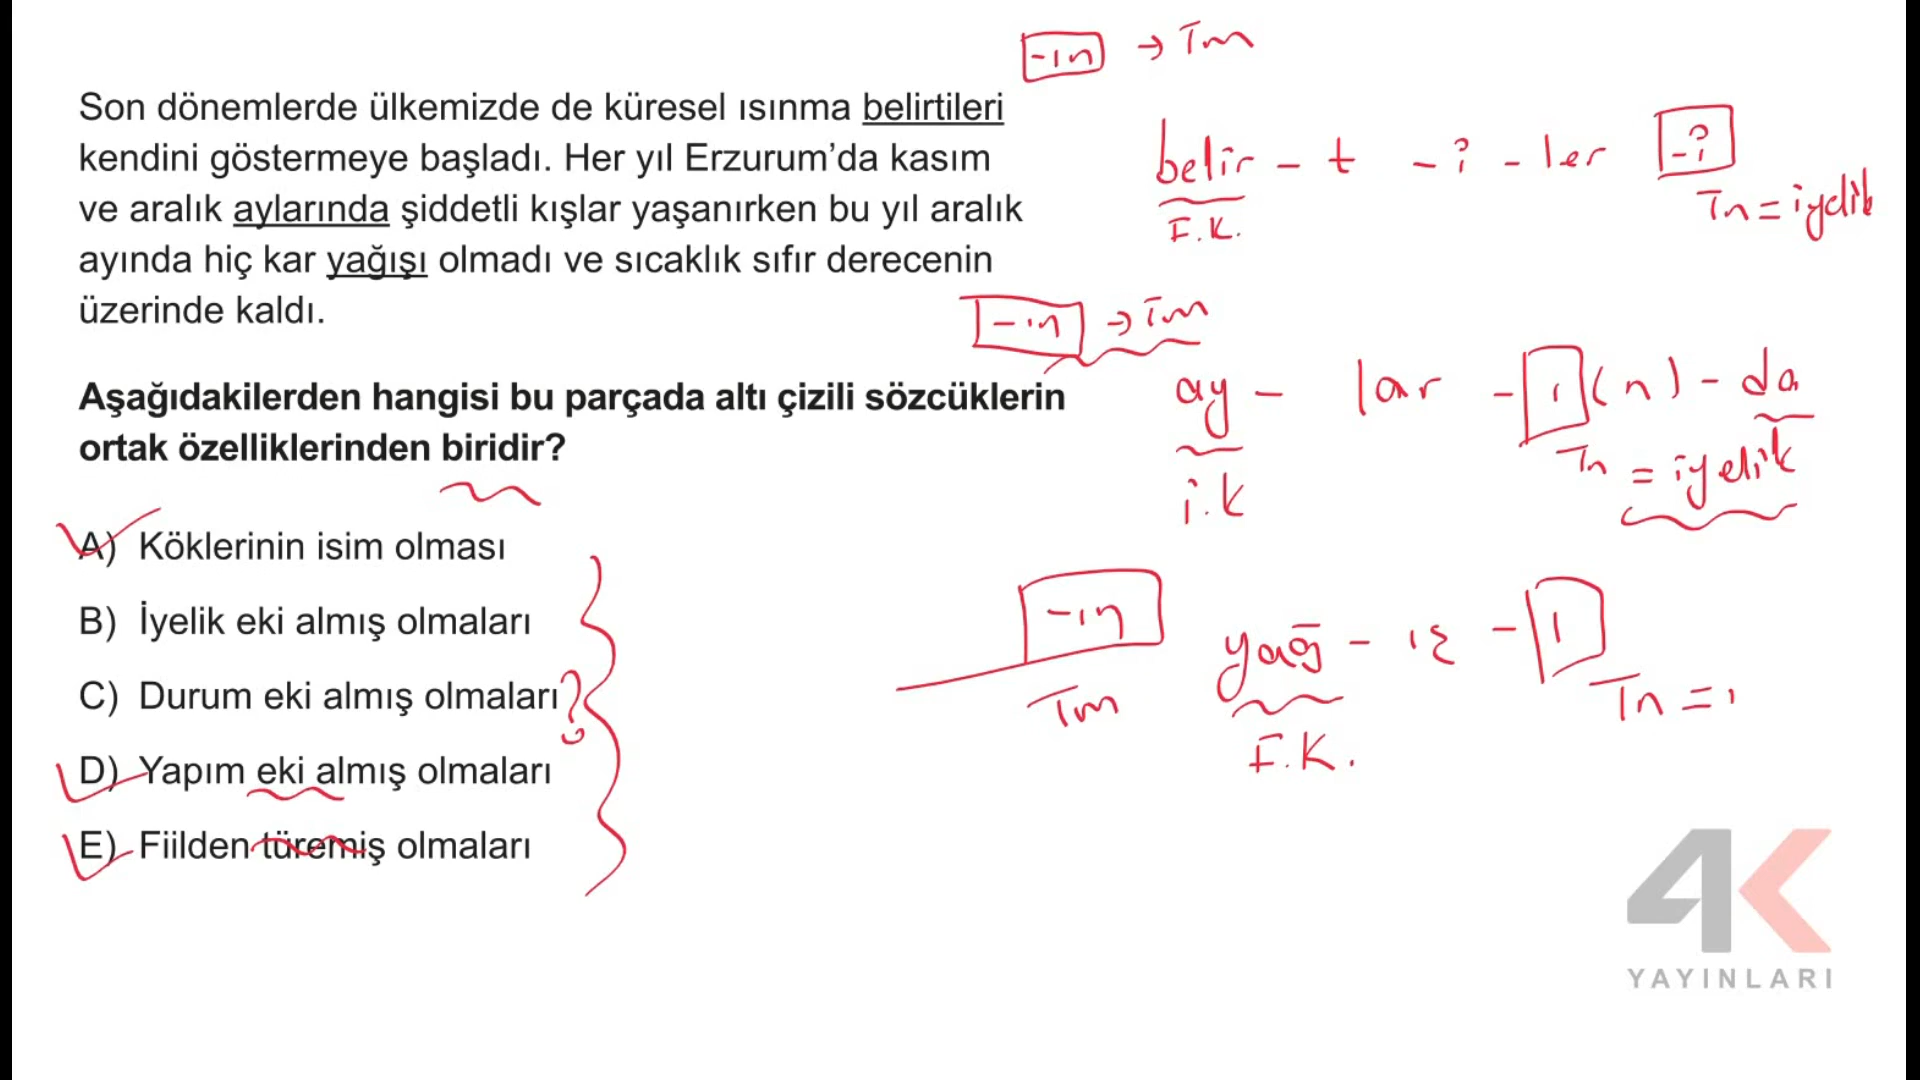 Son dönemlerde ülkemizde de küresel ısınma belirtileri
kendini göstermeye başladı. Her yıl Erzurum’da kasım
ve aralık aylarında şiddetli kışlar yaşanırken bu yıl aralık
ayında hiç kar yağışı olmadı ve sıcaklık sıfır derecenin
üzerinde kaldı.
Aşağıdakilerden hangisi bu parçada altı çizili sözcüklerin
ortak özelliklerinden biridir?
A) Köklerinin isim olması
B) İyelik eki almış olmaları
C) Durum eki almış olmaları?
D) Yapım eki almış olmaları
E) Fiilden türemiş olmaları
-ın → Tm
belir - t - i - ler -i
F.K.
Tn = iyelik
-in → Tm
ay - lar - ı (n) - da
i.k
Tn = iyelik
-ın
Tm
yağ - ış - ı
F.K.
Tn = ı
4K
YAYINLARI